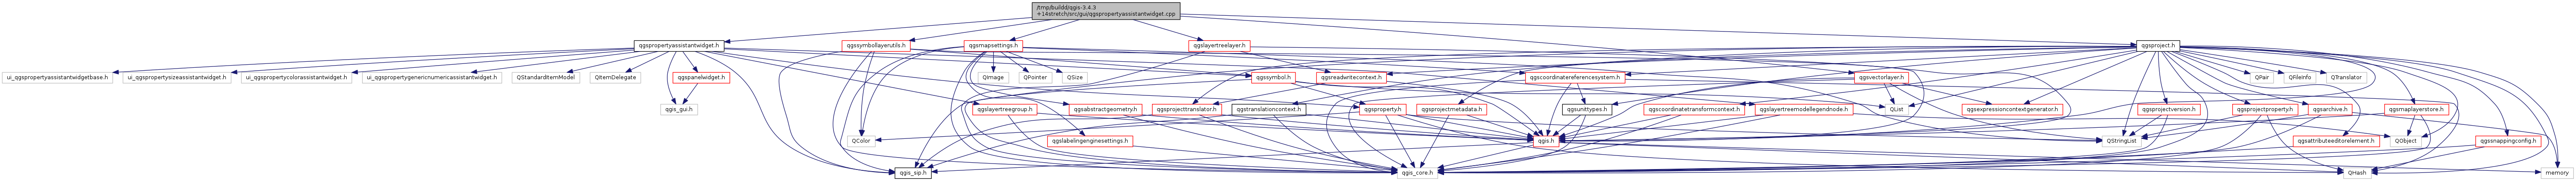 /tmp/buildd/qgis-3.4.3
+14stretch/src/gui/qgspropertyassistantwidget.cpp
qgspropertyassistantwidget.h
qgssymbollayerutils.h
qgsmapsettings.h
qgslayertreelayer.h
qgsproject.h
ui_qgspropertyassistantwidgetbase.h
ui_qgspropertysizeassistantwidget.h
ui_qgspropertycolorassistantwidget.h
ui_qgspropertygenericnumericassistantwidget.h
QStandardItemModel
QItemDelegate
qgspanelwidget.h
QImage
QPointer
QSize
qgssymbol.h
qgsreadwritecontext.h
qgscoordinatereferencesystem.h
qgsvectorlayer.h
QPair
QFileInfo
QTranslator
qgis_gui.h
qgslayertreegroup.h
qgsabstractgeometry.h
qgsprojecttranslator.h
qgstranslationcontext.h
qgsproperty.h
qgsprojectmetadata.h
qgsunittypes.h
qgslayertreemodellegendnode.h
qgscoordinatetransformcontext.h
QList
qgsexpressioncontextgenerator.h
qgsprojectversion.h
qgsprojectproperty.h
qgsarchive.h
qgsmaplayerstore.h
QColor
qgslabelingenginesettings.h
qgis.h
QStringList
qgsattributeeditorelement.h
QObject
qgssnappingconfig.h
qgis_sip.h
qgis_core.h
QHash
memory